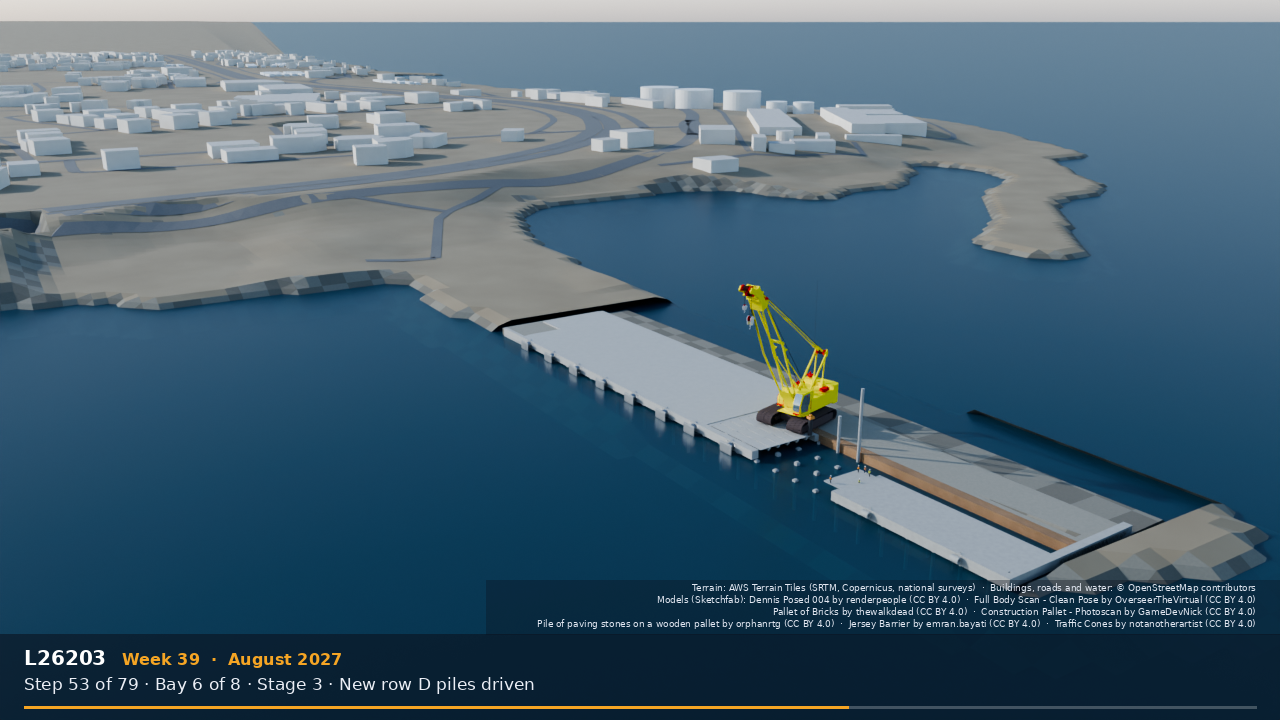 Terrain: AWS Terrain Tiles (SRTM, Copernicus, national surveys)  ·  Buildings, roads and water: © OpenStreetMap contributors
Models (Sketchfab): Dennis Posed 004 by renderpeople (CC BY 4.0)  ·  Full Body Scan - Clean Pose by OverseerTheVirtual (CC BY 4.0)
Pallet of Bricks by thewalkdead (CC BY 4.0)  ·  Construction Pallet - Photoscan by GameDevNick (CC BY 4.0)
Pile of paving stones on a wooden pallet by orphanrtg (CC BY 4.0)  ·  Jersey Barrier by emran.bayati (CC BY 4.0)  ·  Traffic Cones by notanotherartist (CC BY 4.0)
L26203  Week 39  ·  August 2027
Step 53 of 79 · Bay 6 of 8 · Stage 3 · New row D piles driven